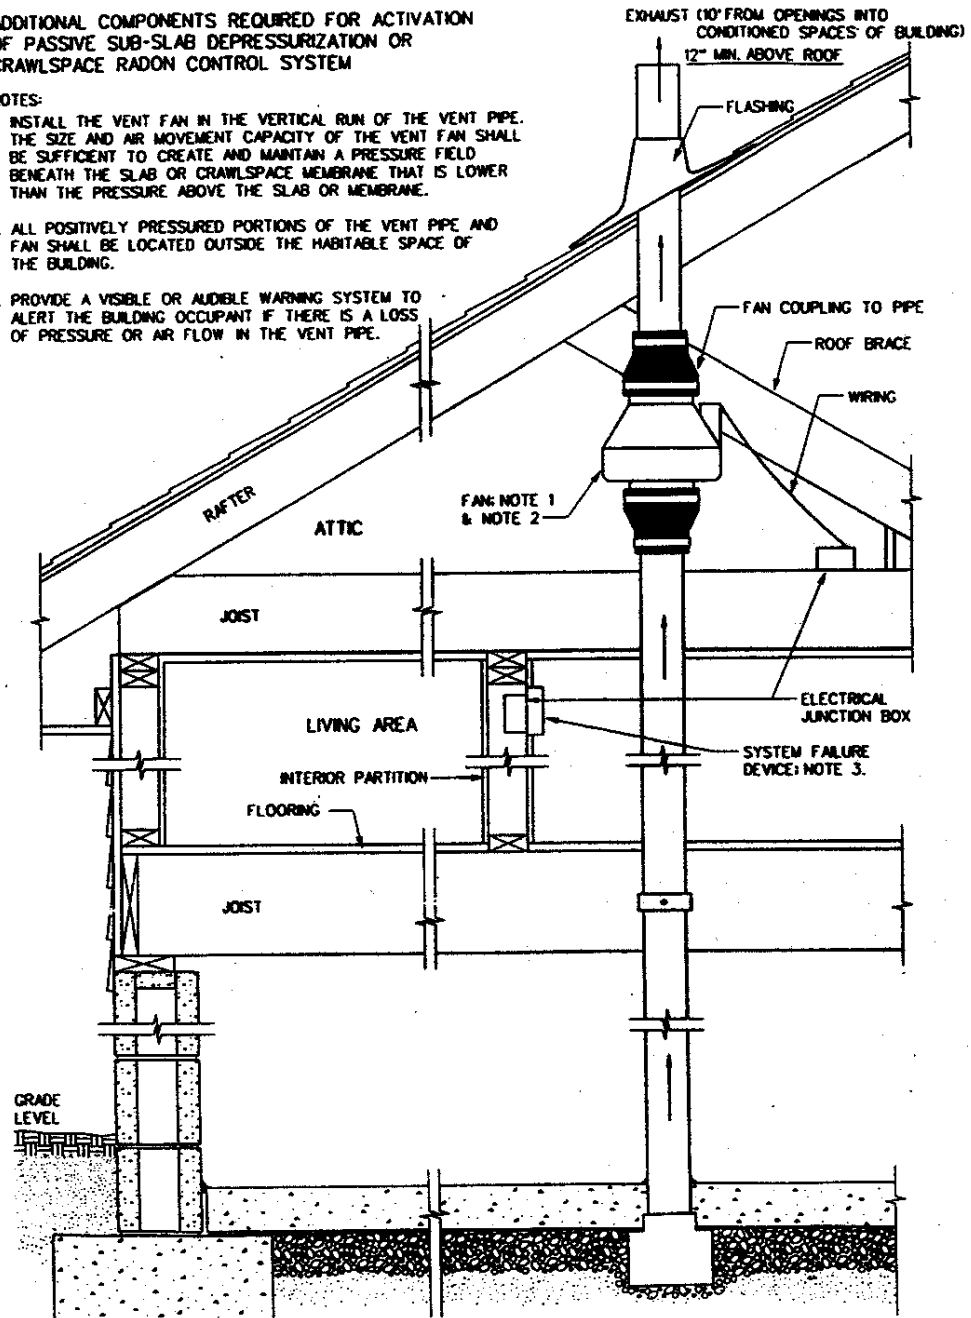 ADDITIONAL COMPONENTS REQUIRED FOR ACTIVATION
OF PASSIVE SUB-SLAB DEPRESSURIZATION OR
CRAWLSPACE RADON CONTROL SYSTEM
NOTES:
INSTALL THE VENT FAN IN THE VERTICAL RUN OF THE VENT PIPE.
THE SIZE AND AIR MOVEMENT CAPACITY OF THE VENT FAN SHALL
BE SUFFICIENT TO CREATE AND MAINTAIN A PRESSURE FIELD
BENEATH THE SLAB OR CRAWLSPACE MEMBRANE THAT IS LOWER
THAN THE PRESSURE ABOVE THE SLAB OR MEMBRANE.
ALL POSITIVELY PRESSURED PORTIONS OF THE VENT PIPE AND
FAN SHALL BE LOCATED OUTSIDE THE HABITABLE SPACE OF
THE BUILDING.
PROVIDE A VISIBLE OR AUDIBLE WARNING SYSTEM TO
ALERT THE BUILDING OCCUPANT IF THERE IS A LOSS
OF PRESSURE OR AIR FLOW IN THE VENT PIPE.
EXHAUST (10' FROM OPENINGS INTO
CONDITIONED SPACES OF BUILDING)
12" MIN. ABOVE ROOF
FLASHING
FAN COUPLING TO PIPE
ROOF BRACE
WIRING
RAFTER
FAN; NOTE 1
& NOTE 2
ATTIC
JOIST
LIVING AREA
ELECTRICAL
JUNCTION BOX
SYSTEM FAILURE
DEVICE; NOTE 3.
INTERIOR PARTITION
FLOORING
JOIST
GRADE
LEVEL